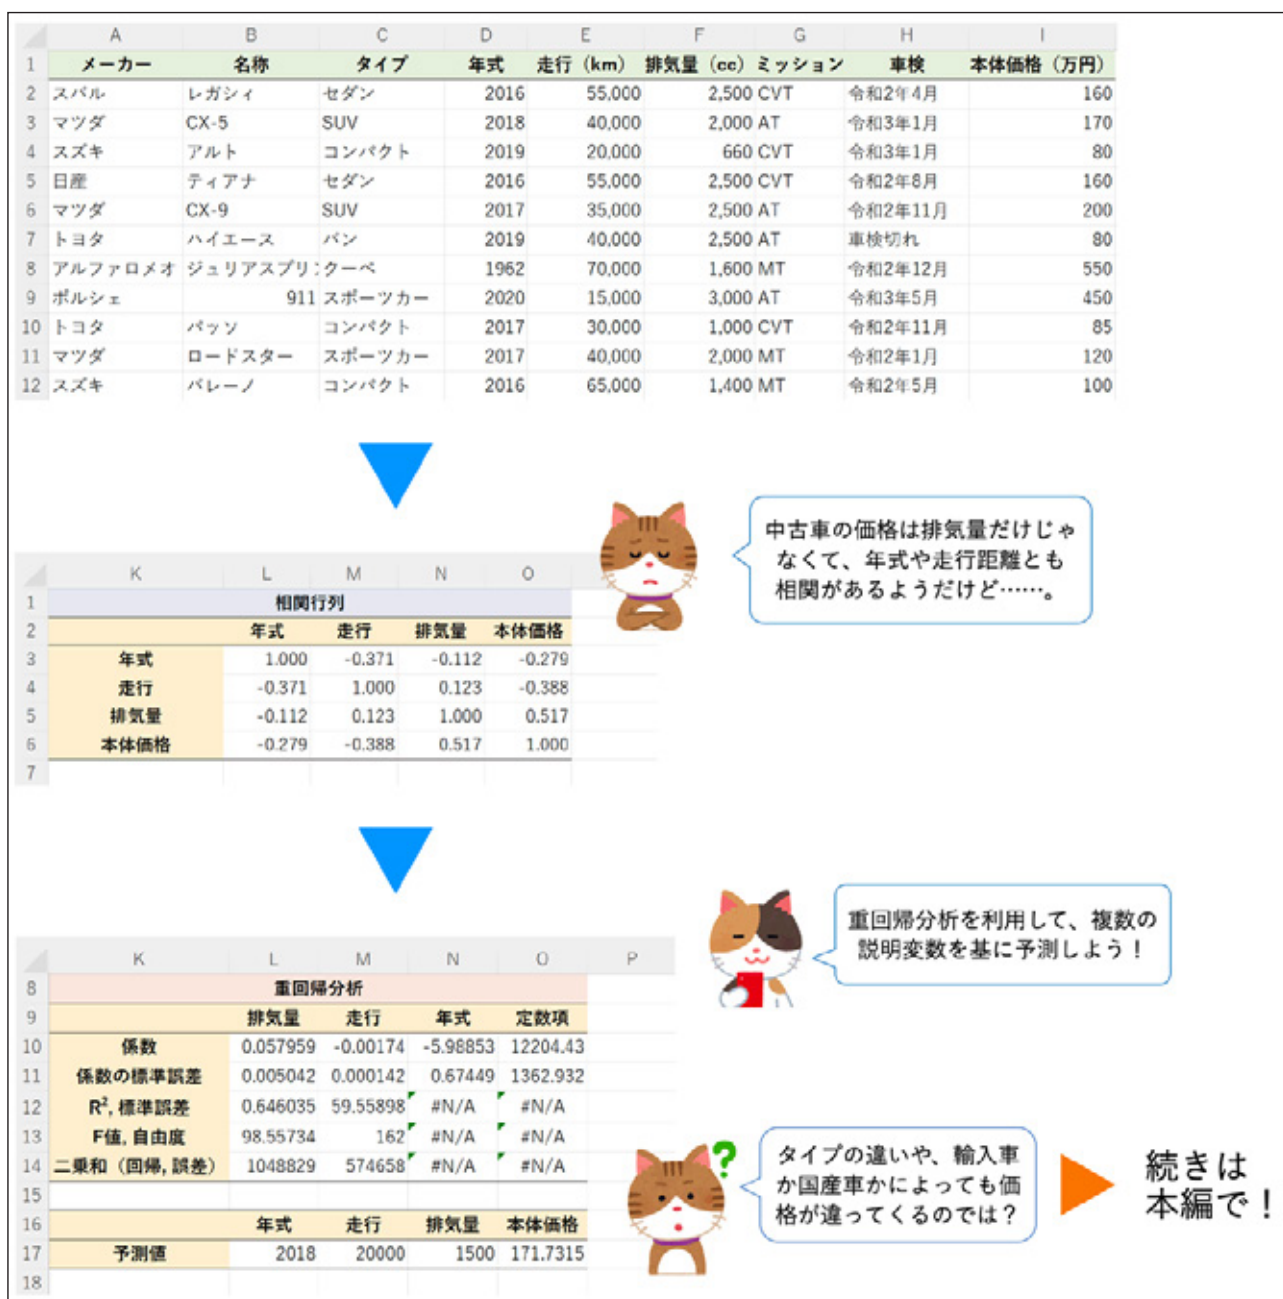 A B C D E F G H I
1 メーカー 名称 タイプ 年式 走行（km） 排気量（cc） ミッション 車検 本体価格（万円）
2 スバル レガシィ セダン 2016 55,000 2,500 CVT 令和2年4月 160
3 マツダ CX-5 SUV 2018 40,000 2,000 AT 令和3年1月 170
4 スズキ アルト コンパクト 2019 20,000 660 CVT 令和3年1月 80
5 日産 ティアナ セダン 2016 55,000 2,500 CVT 令和2年8月 160
6 マツダ CX-9 SUV 2017 35,000 2,500 AT 令和2年11月 200
7 トヨタ ハイエース バン 2019 40,000 2,500 AT 車検切れ 80
8 アルファロメオ ジュリアスプリ クーペ 1962 70,000 1,600 MT 令和2年12月 550
9 ポルシェ 911 スポーツカー 2020 15,000 3,000 AT 令和3年5月 450
10 トヨタ パッソ コンパクト 2017 30,000 1,000 CVT 令和2年11月 85
11 マツダ ロードスター スポーツカー 2017 40,000 2,000 MT 令和2年1月 120
12 スズキ バレーノ コンパクト 2016 65,000 1,400 MT 令和2年5月 100
中古車の価格は排気量だけじゃ
なくて、年式や走行距離とも
相関があるようだけど……。
K L M N O
1 相関行列
2 年式 走行 排気量 本体価格
3 年式 1.000 -0.371 -0.112 -0.279
4 走行 -0.371 1.000 0.123 -0.388
5 排気量 -0.112 0.123 1.000 0.517
6 本体価格 -0.279 -0.388 0.517 1.000
7
重回帰分析を利用して、複数の
説明変数を基に予測しよう！
K L M N O P
8 重回帰分析
9 排気量 走行 年式 定数項
10 係数 0.057959 -0.00174 -5.98853 12204.43
11 係数の標準誤差 0.005042 0.000142 0.67449 1362.932
12 R², 標準誤差 0.646035 59.55898 #N/A #N/A
13 F値, 自由度 98.55734 162 #N/A #N/A
14 二乗和（回帰, 誤差） 1048829 574658 #N/A #N/A
15
16 年式 走行 排気量 本体価格
17 予測値 2018 20000 1500 171.7315
18
?
タイプの違いや、輸入車
か国産車かによっても価
格が違ってくるのでは？
続きは
本編で！